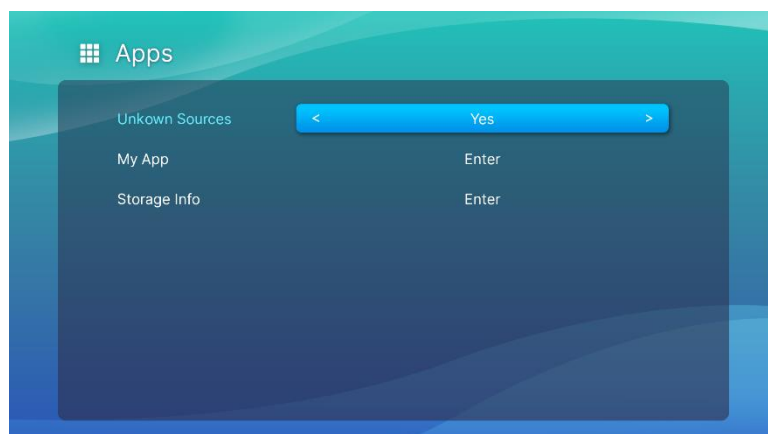 Apps
Unkown Sources < Yes >
My App Enter
Storage Info Enter